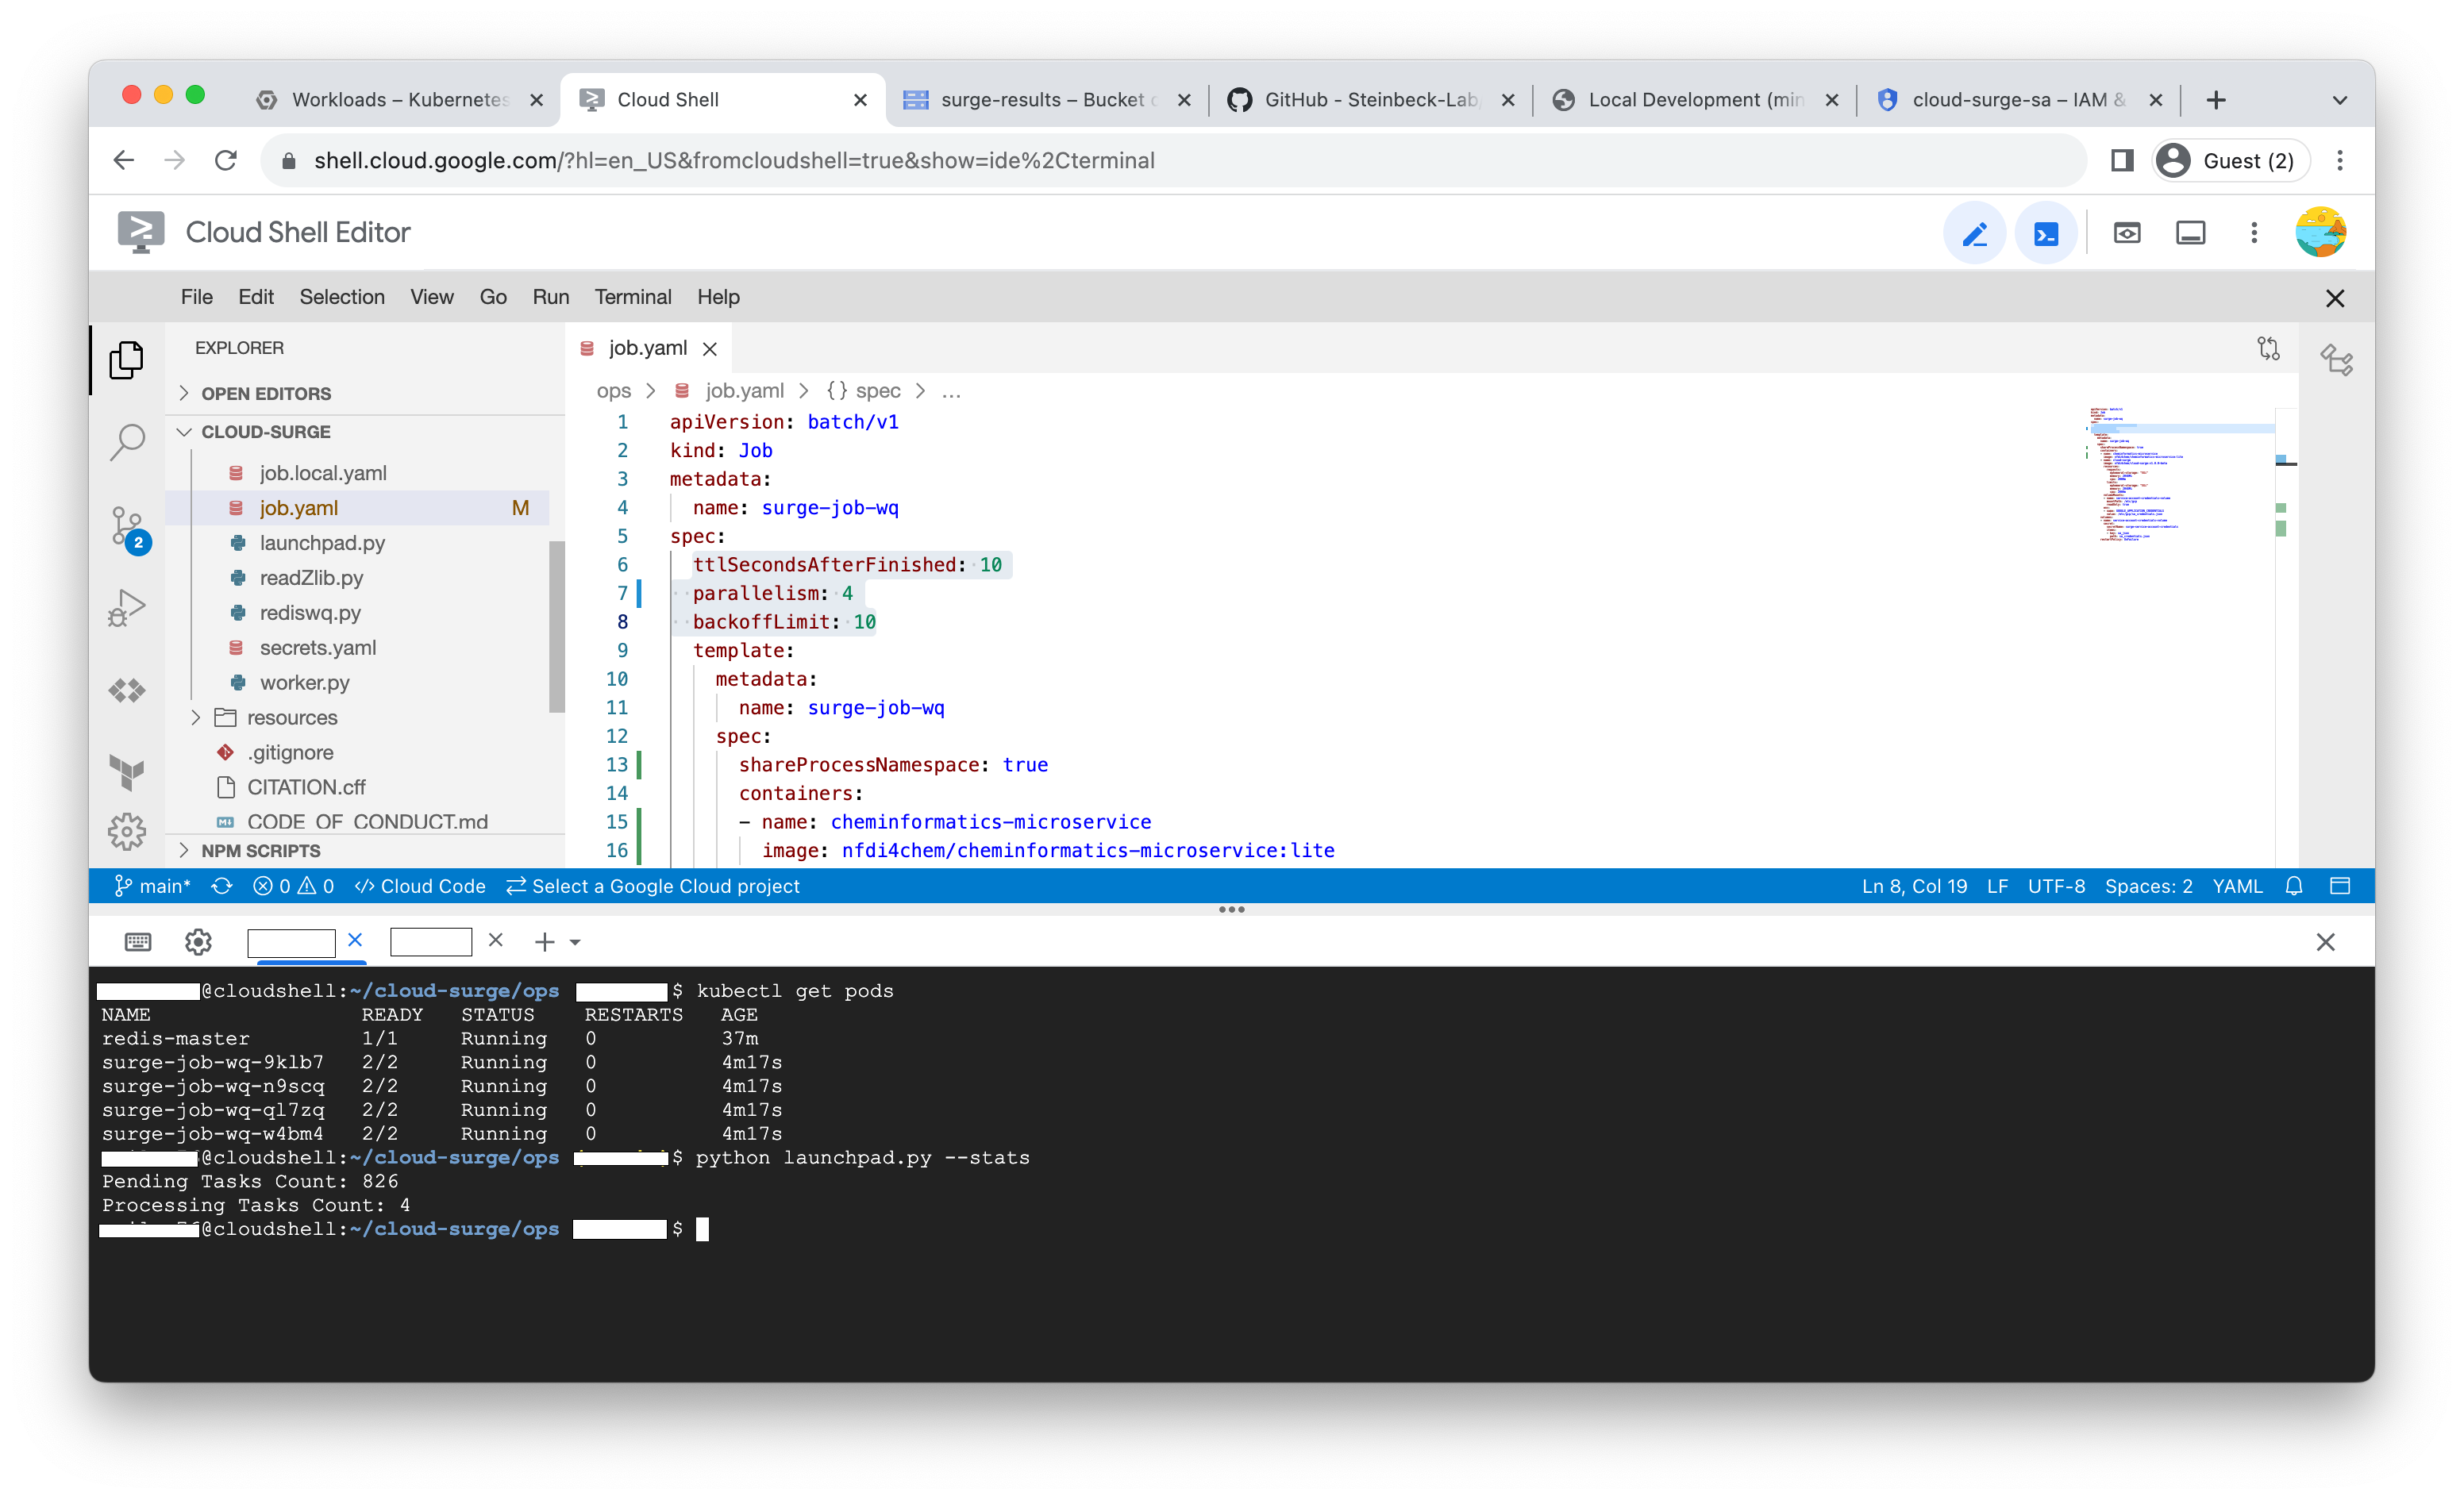 Workloads – Kubernetes
Cloud Shell
surge-results – Bucket
GitHub - Steinbeck-Lab
Local Development (min
cloud-surge-sa – IAM &
shell.cloud.google.com/?hl=en_US&fromcloudshell=true&show=ide%2Cterminal
Guest (2)
Cloud Shell Editor
File Edit Selection View Go Run Terminal Help
EXPLORER
OPEN EDITORS
CLOUD-SURGE
job.local.yaml
job.yaml M
launchpad.py
readZlib.py
rediswq.py
secrets.yaml
worker.py
resources
.gitignore
CITATION.cff
CODE_OF_CONDUCT.md
NPM SCRIPTS
2
job.yaml
ops > job.yaml > {} spec > ...
1 apiVersion: batch/v1
2 kind: Job
3 metadata:
4 name: surge-job-wq
5 spec:
6 ttlSecondsAfterFinished: 10
7 parallelism: 4
8 backoffLimit: 10
9 template:
10 metadata:
11 name: surge-job-wq
12 spec:
13 shareProcessNamespace: true
14 containers:
15 - name: cheminformatics-microservice
16 image: nfdi4chem/cheminformatics-microservice:lite
main* 0 0 </> Cloud Code Select a Google Cloud project Ln 8, Col 19 LF UTF-8 Spaces: 2 YAML
@cloudshell:~/cloud-surge/ops $ kubectl get pods
NAME READY STATUS RESTARTS AGE
redis-master 1/1 Running 0 37m
surge-job-wq-9klb7 2/2 Running 0 4m17s
surge-job-wq-n9scq 2/2 Running 0 4m17s
surge-job-wq-ql7zq 2/2 Running 0 4m17s
surge-job-wq-w4bm4 2/2 Running 0 4m17s
@cloudshell:~/cloud-surge/ops $ python launchpad.py --stats
Pending Tasks Count: 826
Processing Tasks Count: 4
@cloudshell:~/cloud-surge/ops $